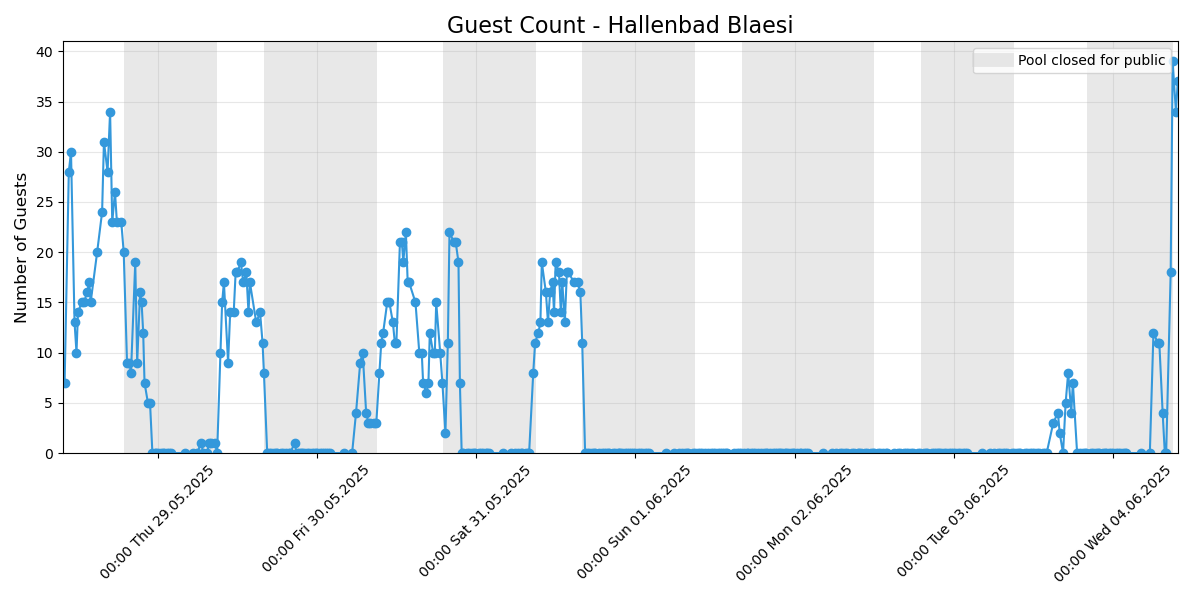 Guest Count - Hallenbad Blaesi
Pool closed for public
Number of Guests
40
35
30
25
20
15
10
5
0
00:00 Thu 29.05.2025
00:00 Fri 30.05.2025
00:00 Sat 31.05.2025
00:00 Sun 01.06.2025
00:00 Mon 02.06.2025
00:00 Tue 03.06.2025
00:00 Wed 04.06.2025